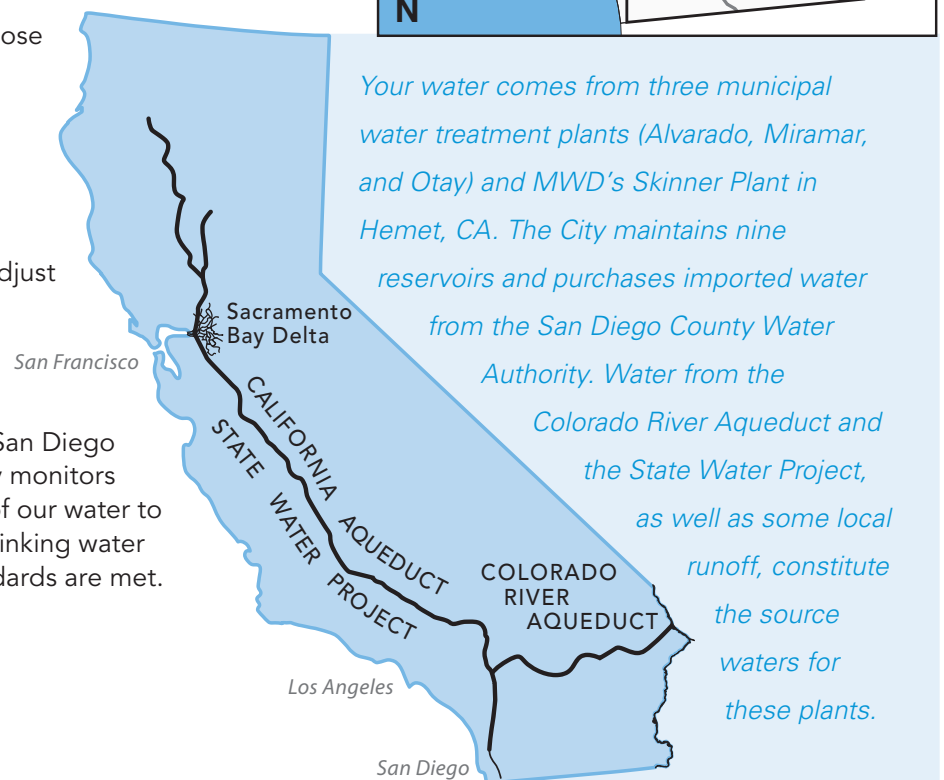 ose
djust
San Diego
y monitors
of our water to
inking water
dards are met.
N
Your water comes from three municipal
water treatment plants (Alvarado, Miramar,
and Otay) and MWD's Skinner Plant in
Hemet, CA. The City maintains nine
reservoirs and purchases imported water
from the San Diego County Water
Authority. Water from the
Colorado River Aqueduct and
the State Water Project,
as well as some local
runoff, constitute
the source
waters for
these plants.
Sacramento
Bay Delta
San Francisco
CALIFORNIA AQUEDUCT
STATE WATER PROJECT
COLORADO
RIVER
AQUEDUCT
Los Angeles
San Diego